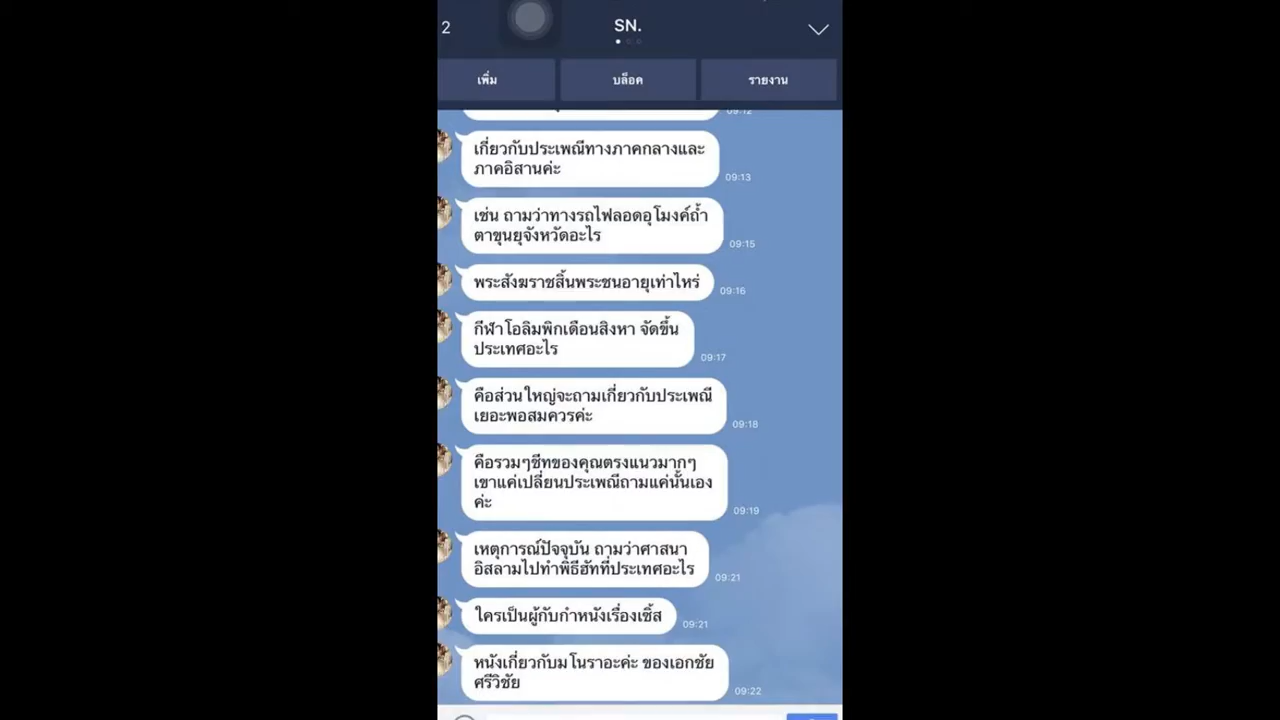 2
SN.
เพิ่ม
บล็อค
รายงาน
09:12
เกี่ยวกับประเพณีทางภาคกลางและ
ภาคอิสานค่ะ
09:13
เช่น ถามว่าทางรถไฟลอดอุโมงค์ถ้ำ
ตาขุนยุจังหวัดอะไร
09:15
พระสังฆราชสิ้นพระชนอายุเท่าไหร่
09:16
กีฬาโอลิมพิกเดือนสิงหา จัดขึ้น
ประเทศอะไร
09:17
คือส่วนใหญ่จะถามเกี่ยวกับประเพณี
เยอะพอสมควรค่ะ
09:18
คือรวมๆชีทของคุณตรงแนวมากๆ
เขาแค่เปลี่ยนประเพณีถามแค่นั้นเอง
ค่ะ
09:19
เหตุการณ์ปัจจุบัน ถามว่าศาสนา
อิสลามไปทำพิธีฮัทที่ประเทศอะไร
09:21
ใครเป็นผู้กับกำหนังเรื่องเซิ้ส
09:21
หนังเกี่ยวกับมโนราอะค่ะ ของเอกชัย
ศรีวิชัย
09:22